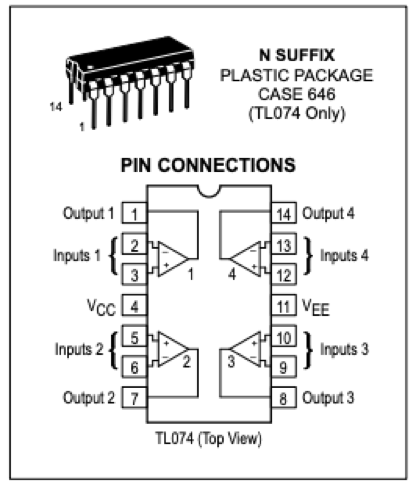 N SUFFIX
PLASTIC PACKAGE
CASE 646
(TL074 Only)
14
1
PIN CONNECTIONS
Output 1 1 14 Output 4
Inputs 1 { 2 - - 13 } Inputs 4
3 + 1 4 + 12
VCC 4 11 VEE
Inputs 2 { 5 + + 10 } Inputs 3
6 - 2 3 - 9
Output 2 7 8 Output 3
TL074 (Top View)